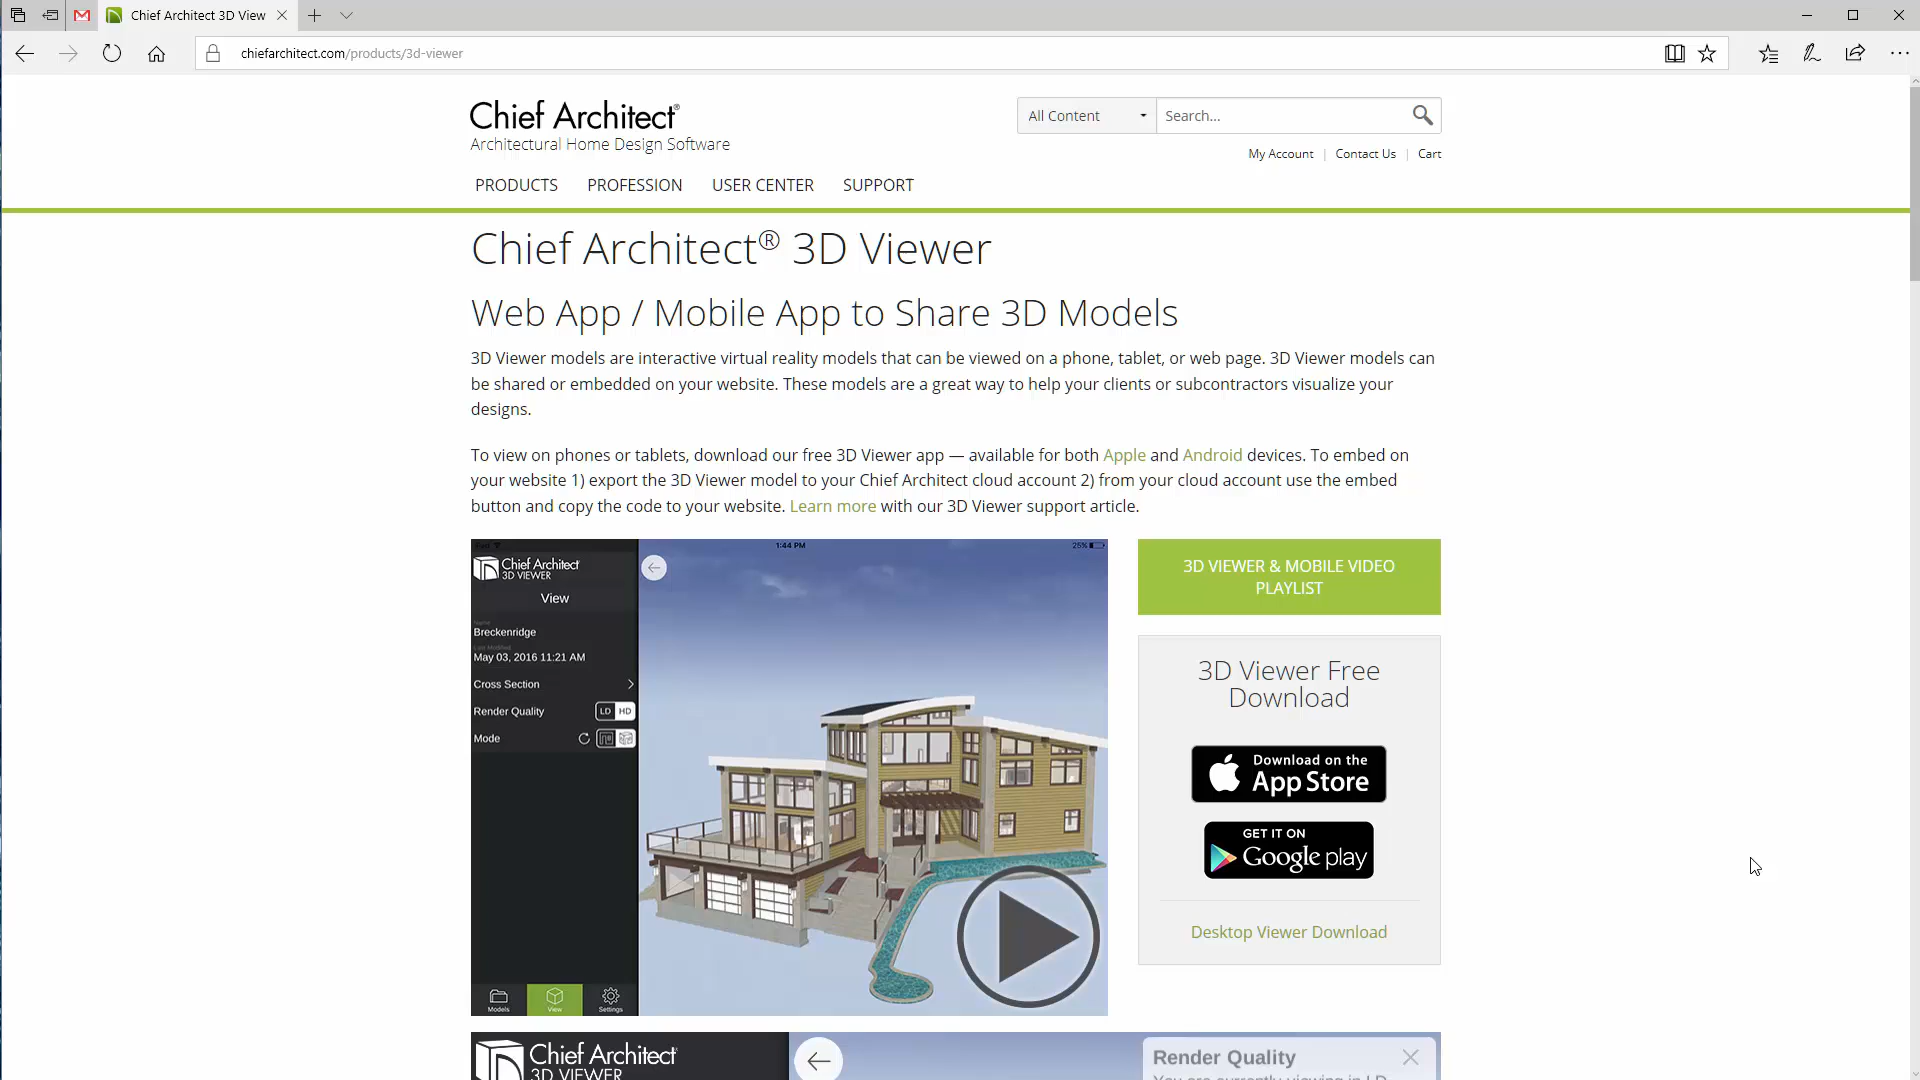 Chief Architect 3D View
chiefarchitect.com/products/3d-viewer
Chief Architect®
Architectural Home Design Software
All Content
Search...
My Account | Contact Us | Cart
PRODUCTS PROFESSION USER CENTER SUPPORT
Chief Architect® 3D Viewer
Web App / Mobile App to Share 3D Models
3D Viewer models are interactive virtual reality models that can be viewed on a phone, tablet, or web page. 3D Viewer models can
be shared or embedded on your website. These models are a great way to help your clients or subcontractors visualize your
designs.
To view on phones or tablets, download our free 3D Viewer app — available for both Apple and Android devices. To embed on
your website 1) export the 3D Viewer model to your Chief Architect cloud account 2) from your cloud account use the embed
button and copy the code to your website. Learn more with our 3D Viewer support article.
1:44 PM
25%
Chief Architect
3D VIEWER
View
Name
Breckenridge
Last Modified
May 03, 2016 11:21 AM
Cross Section
Render Quality
LD HD
Mode
Models
View
Settings
3D VIEWER & MOBILE VIDEO
PLAYLIST
3D Viewer Free
Download
Download on the
App Store
GET IT ON
Google play
Desktop Viewer Download
Chief Architect
3D VIEWER
Render Quality